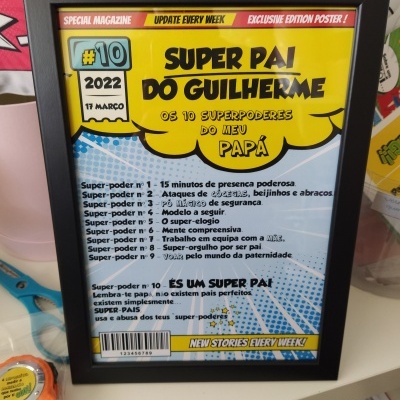 SPECIAL MAGAZINE
UPDATE EVERY WEEK
EXCLUSIVE EDITION POSTER !
#10
2022
17 MARÇO
SUPER PAI
DO GUILHERME
OS 10 SUPERPODERES
DO MEU
PAPÁ
Super-poder nº 1 - 15 minutos de presença poderosa
Super-poder nº 2 - Ataques de CÓCEGAS, beijinhos e abraços
Super-poder nº 3 - PÓ MÁGICO de segurança
Super-poder nº 4 - Modelo a seguir
Super-poder nº 5 - O super-elogio
Super-poder nº 6 - Mente compreensiva
Super-poder nº 7 - Trabalho em equipa com a MÃE.
Super-poder nº 8 - Super-orgulho por ser pai
Super-poder nº 9 - VOAR pelo mundo da paternidade
Super-poder nº 10 - ÉS UM SUPER PAI
Lembra-te papá, não existem pais perfeitos
existem simplesmente
SUPER-PAIS
usa e abusa dos teus super-poderes
123456789
NEW STORIES EVERY WEEK!